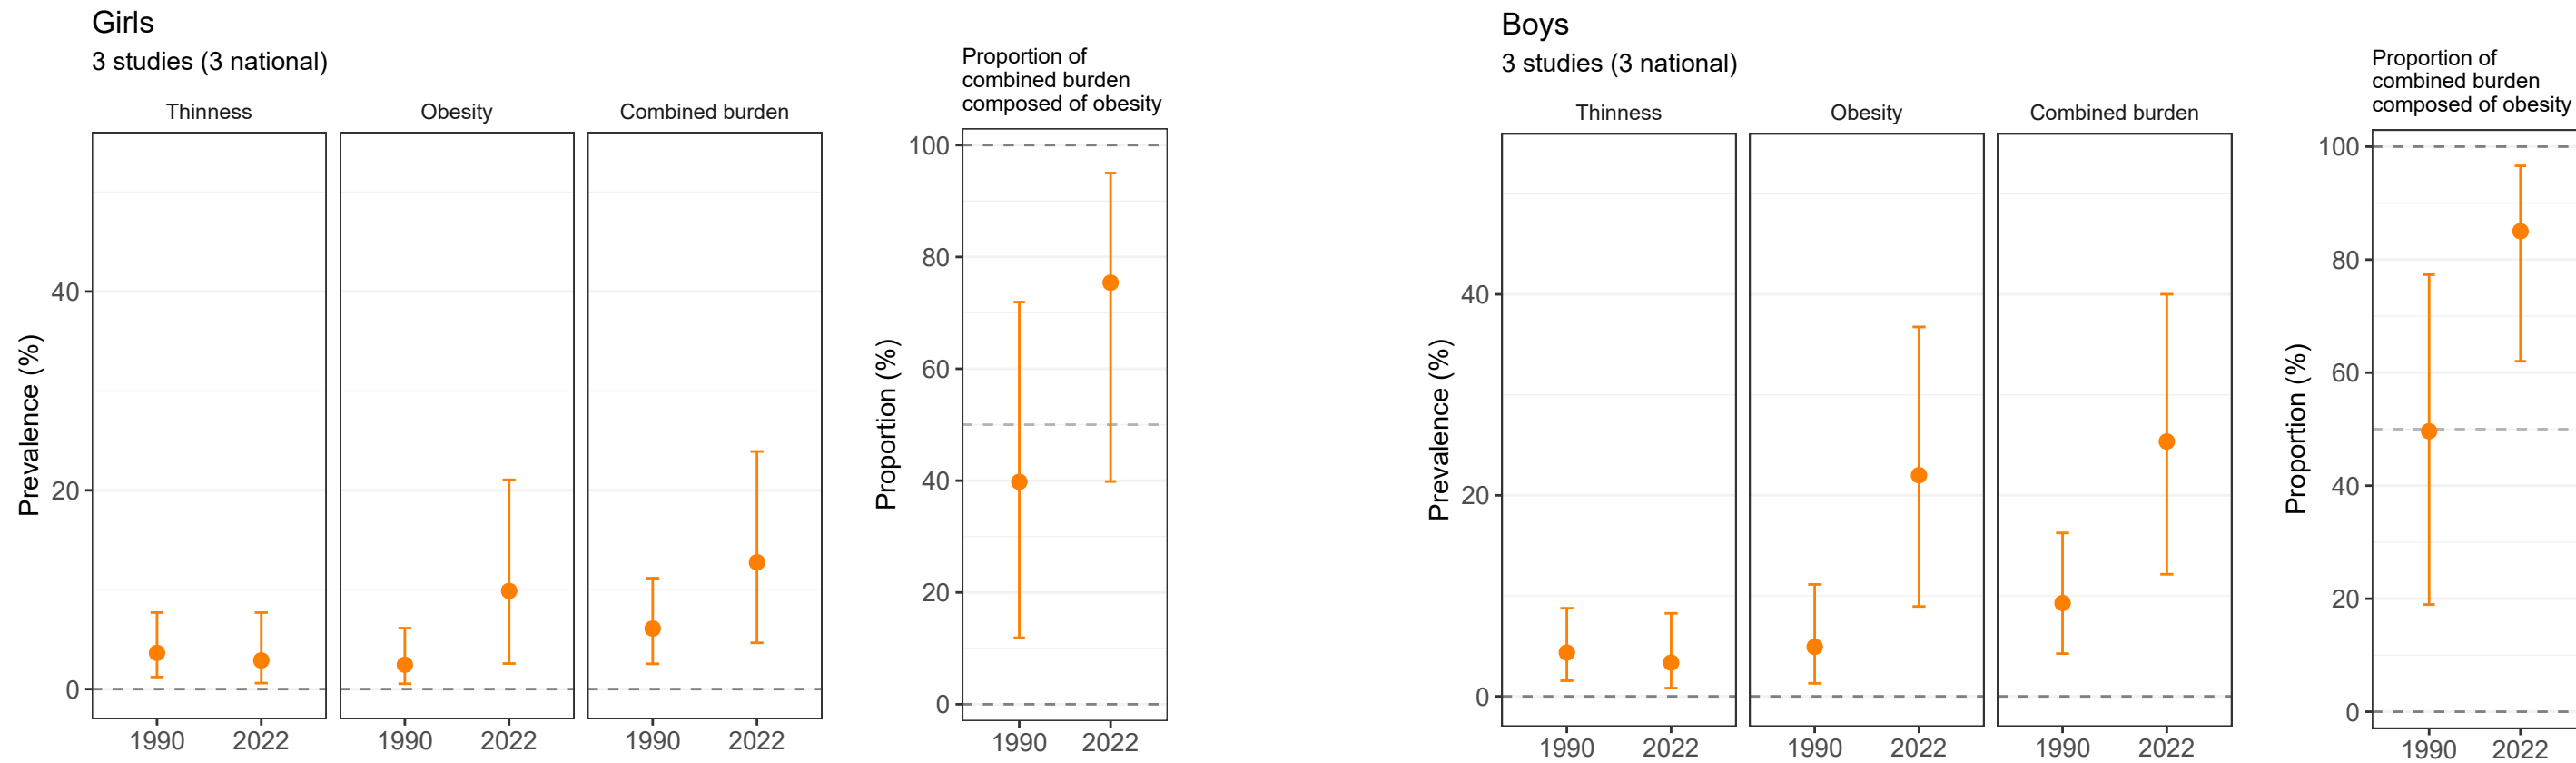 Girls
3 studies (3 national)
Thinness
Obesity
Combined burden
Prevalence (%)
40
20
0
1990 2022
1990 2022
1990 2022
Proportion of
combined burden
composed of obesity
Proportion (%)
100
80
60
40
20
0
1990 2022
Boys
3 studies (3 national)
Thinness
Obesity
Combined burden
Prevalence (%)
40
20
0
1990 2022
1990 2022
1990 2022
Proportion of
combined burden
composed of obesity
Proportion (%)
100
80
60
40
20
0
1990 2022